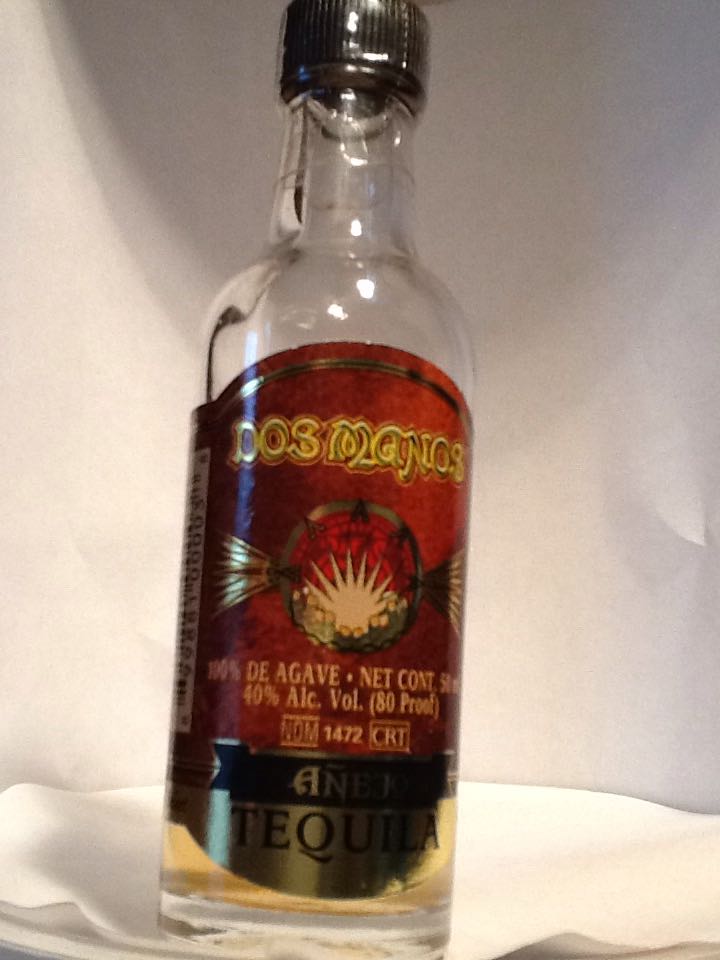 DOS MANOS
100% DE AGAVE • NET CONT. 50
40% Alc. Vol. (80 Proof)
NOM 1472 CRT
AÑEJO
TEQUILA